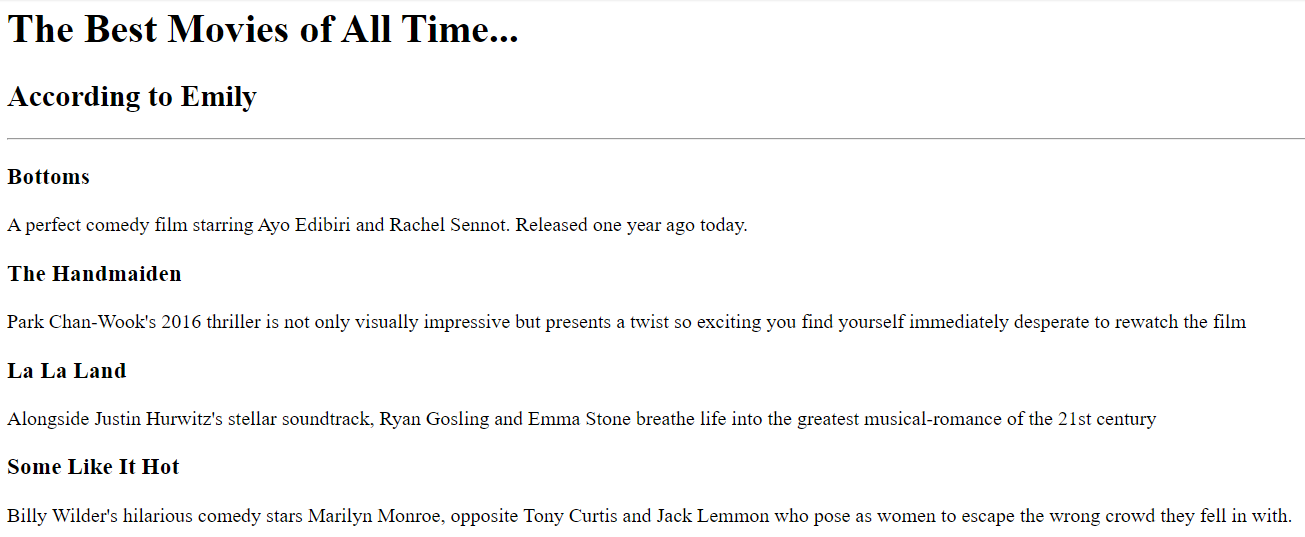 The Best Movies of All Time...
According to Emily
Bottoms
A perfect comedy film starring Ayo Edibiri and Rachel Sennot. Released one year ago today.
The Handmaiden
Park Chan-Wook's 2016 thriller is not only visually impressive but presents a twist so exciting you find yourself immediately desperate to rewatch the film
La La Land
Alongside Justin Hurwitz's stellar soundtrack, Ryan Gosling and Emma Stone breathe life into the greatest musical-romance of the 21st century
Some Like It Hot
Billy Wilder's hilarious comedy stars Marilyn Monroe, opposite Tony Curtis and Jack Lemmon who pose as women to escape the wrong crowd they fell in with.